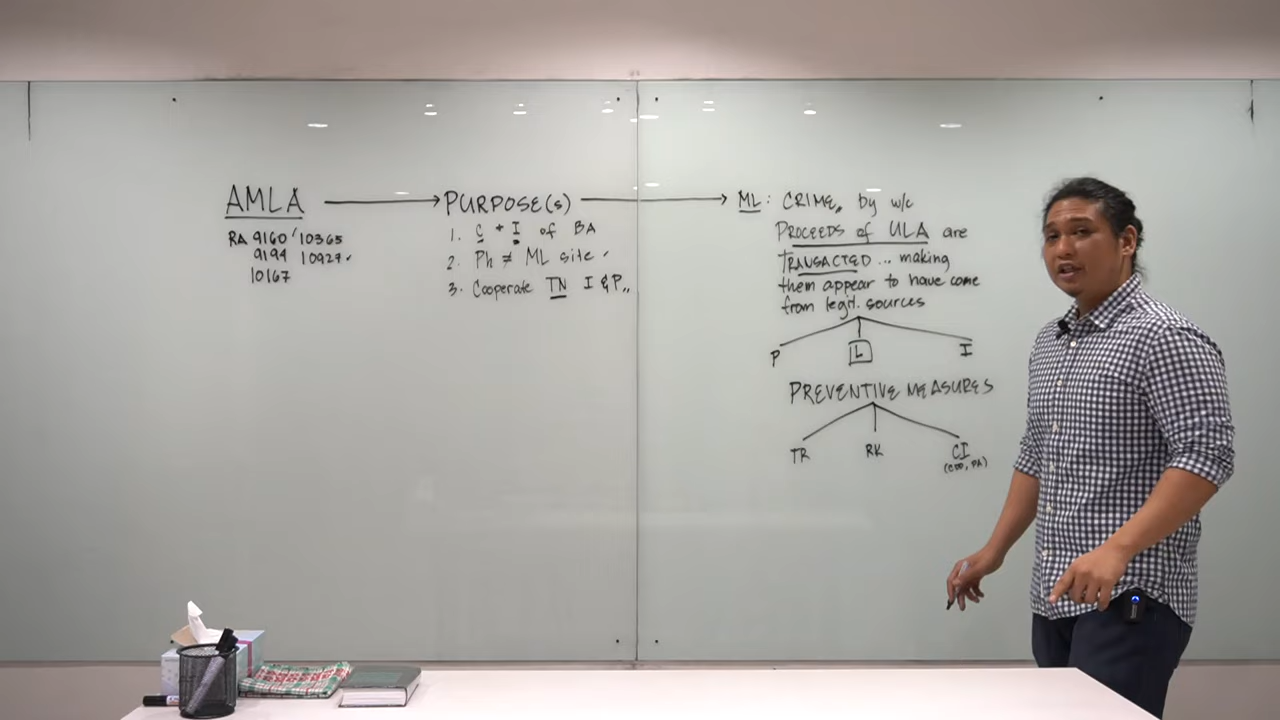 AMLA
RA 9160 / 10365
9194 10927
10167
PURPOSE(s)
1. C + I of BA
2. Ph ≠ ML site
3. Cooperate TN I & P
ML: CRIME, by w/c
PROCEEDS of ULA are
TRANSACTED ... making
them appear to have come
from legit. sources
P L I
PREVENTIVE MEASURES
TR RK CI
(CDD, PA)